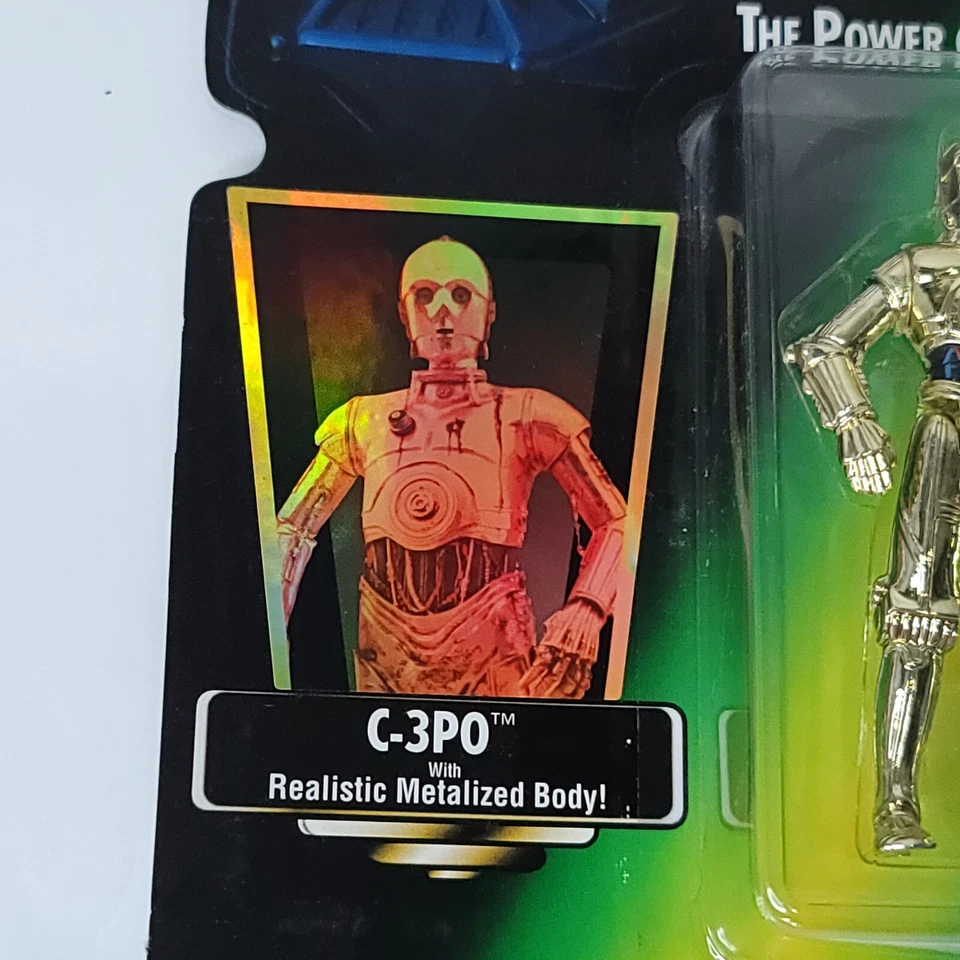 THE POWER
C-3PO™
With
Realistic Metalized Body!